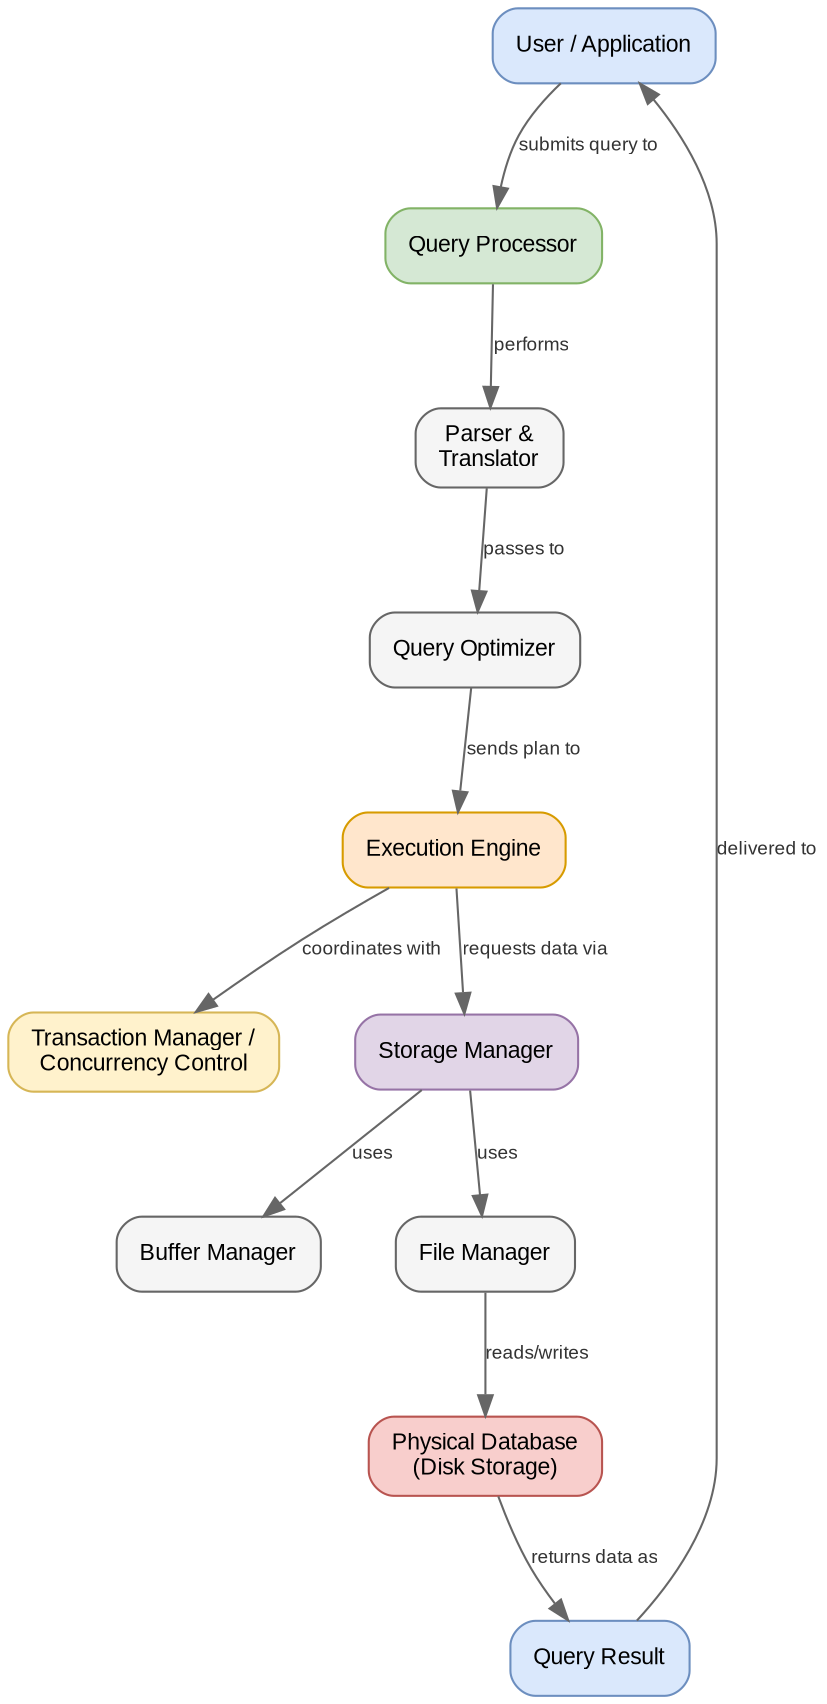 User / Application
submits query to
Query Processor
performs
Parser &
Translator
passes to
Query Optimizer
sends plan to
Execution Engine
coordinates with
requests data via
Transaction Manager /
Concurrency Control
Storage Manager
uses
uses
Buffer Manager
File Manager
reads/writes
Physical Database
(Disk Storage)
returns data as
Query Result
delivered to